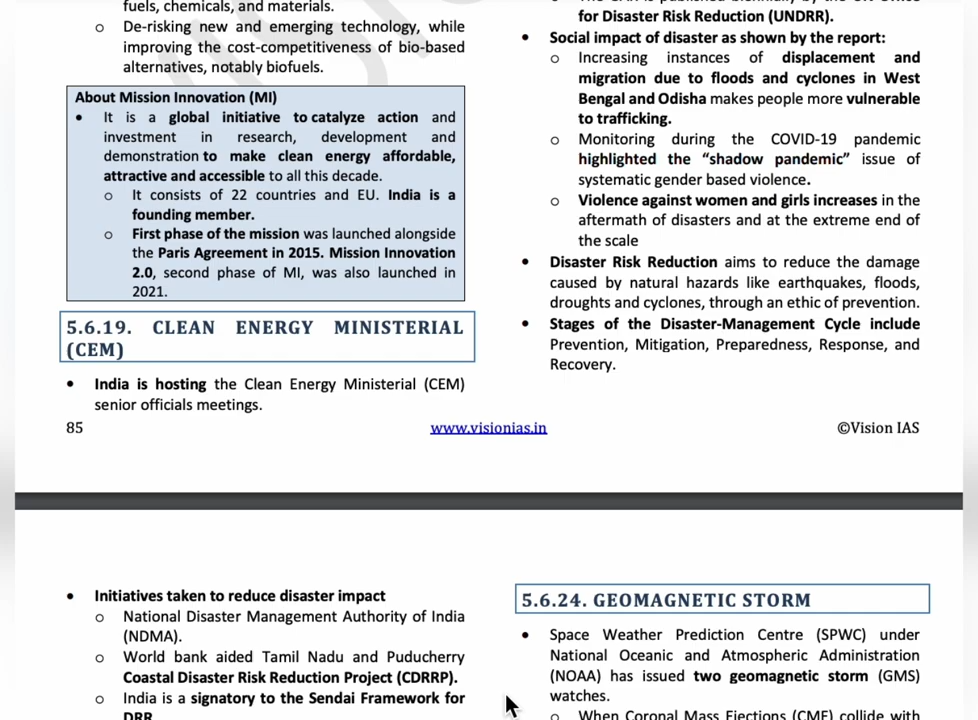 fuels, chemicals, and materials.
o De-risking new and emerging technology, while
improving the cost-competitiveness of bio-based
alternatives, notably biofuels.
About Mission Innovation (MI)
• It is a global initiative to catalyze action and
investment in research, development and
demonstration to make clean energy affordable,
attractive and accessible to all this decade.
o It consists of 22 countries and EU. India is a
founding member.
o First phase of the mission was launched alongside
the Paris Agreement in 2015. Mission Innovation
2.0, second phase of MI, was also launched in
2021.
5.6.19. CLEAN ENERGY MINISTERIAL
(CEM)
• India is hosting the Clean Energy Ministerial (CEM)
senior officials meetings.
for Disaster Risk Reduction (UNDRR).
• Social impact of disaster as shown by the report:
o Increasing instances of displacement and
migration due to floods and cyclones in West
Bengal and Odisha makes people more vulnerable
to trafficking.
o Monitoring during the COVID-19 pandemic
highlighted the “shadow pandemic” issue of
systematic gender based violence.
o Violence against women and girls increases in the
aftermath of disasters and at the extreme end of
the scale
• Disaster Risk Reduction aims to reduce the damage
caused by natural hazards like earthquakes, floods,
droughts and cyclones, through an ethic of prevention.
• Stages of the Disaster-Management Cycle include
Prevention, Mitigation, Preparedness, Response, and
Recovery.
85 www.visionias.in ©Vision IAS
• Initiatives taken to reduce disaster impact
o National Disaster Management Authority of India
(NDMA).
o World bank aided Tamil Nadu and Puducherry
Coastal Disaster Risk Reduction Project (CDRRP).
o India is a signatory to the Sendai Framework for
DRR
5.6.24. GEOMAGNETIC STORM
• Space Weather Prediction Centre (SPWC) under
National Oceanic and Atmospheric Administration
(NOAA) has issued two geomagnetic storm (GMS)
watches.
o When Coronal Mass Ejections (CME) collide with